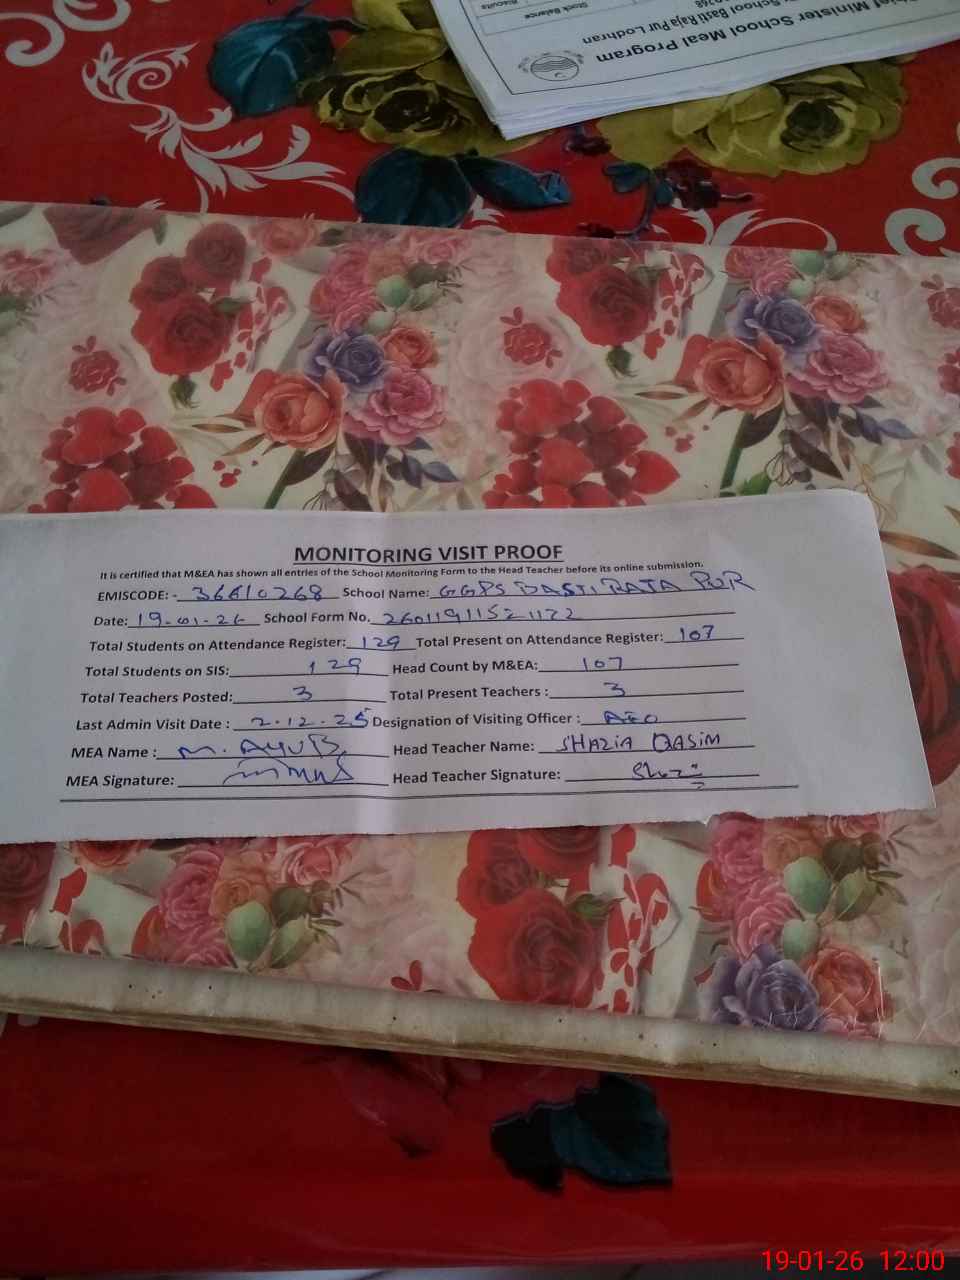 Chief Minister School Meal Program
School Basti Raja Pur Lodhran
Stock Balance
Biscuits
MONITORING VISIT PROOF
It is certified that M&EA has shown all entries of the School Monitoring Form to the Head Teacher before its online submission.
EMISCODE: - 36610268 School Name: GGPS BASTI RAJA PUR
Date: 19-01-26 School Form No. 26011911521122
Total Students on Attendance Register: 129 Total Present on Attendance Register: 107
Total Students on SIS: 129 Head Count by M&EA: 107
Total Teachers Posted: 3 Total Present Teachers : 3
Last Admin Visit Date : 2.12.25 Designation of Visiting Officer : AEO
MEA Name : M. AYUB Head Teacher Name: SHAZIA QASIM
MEA Signature: Head Teacher Signature:
19-01-26 12:00